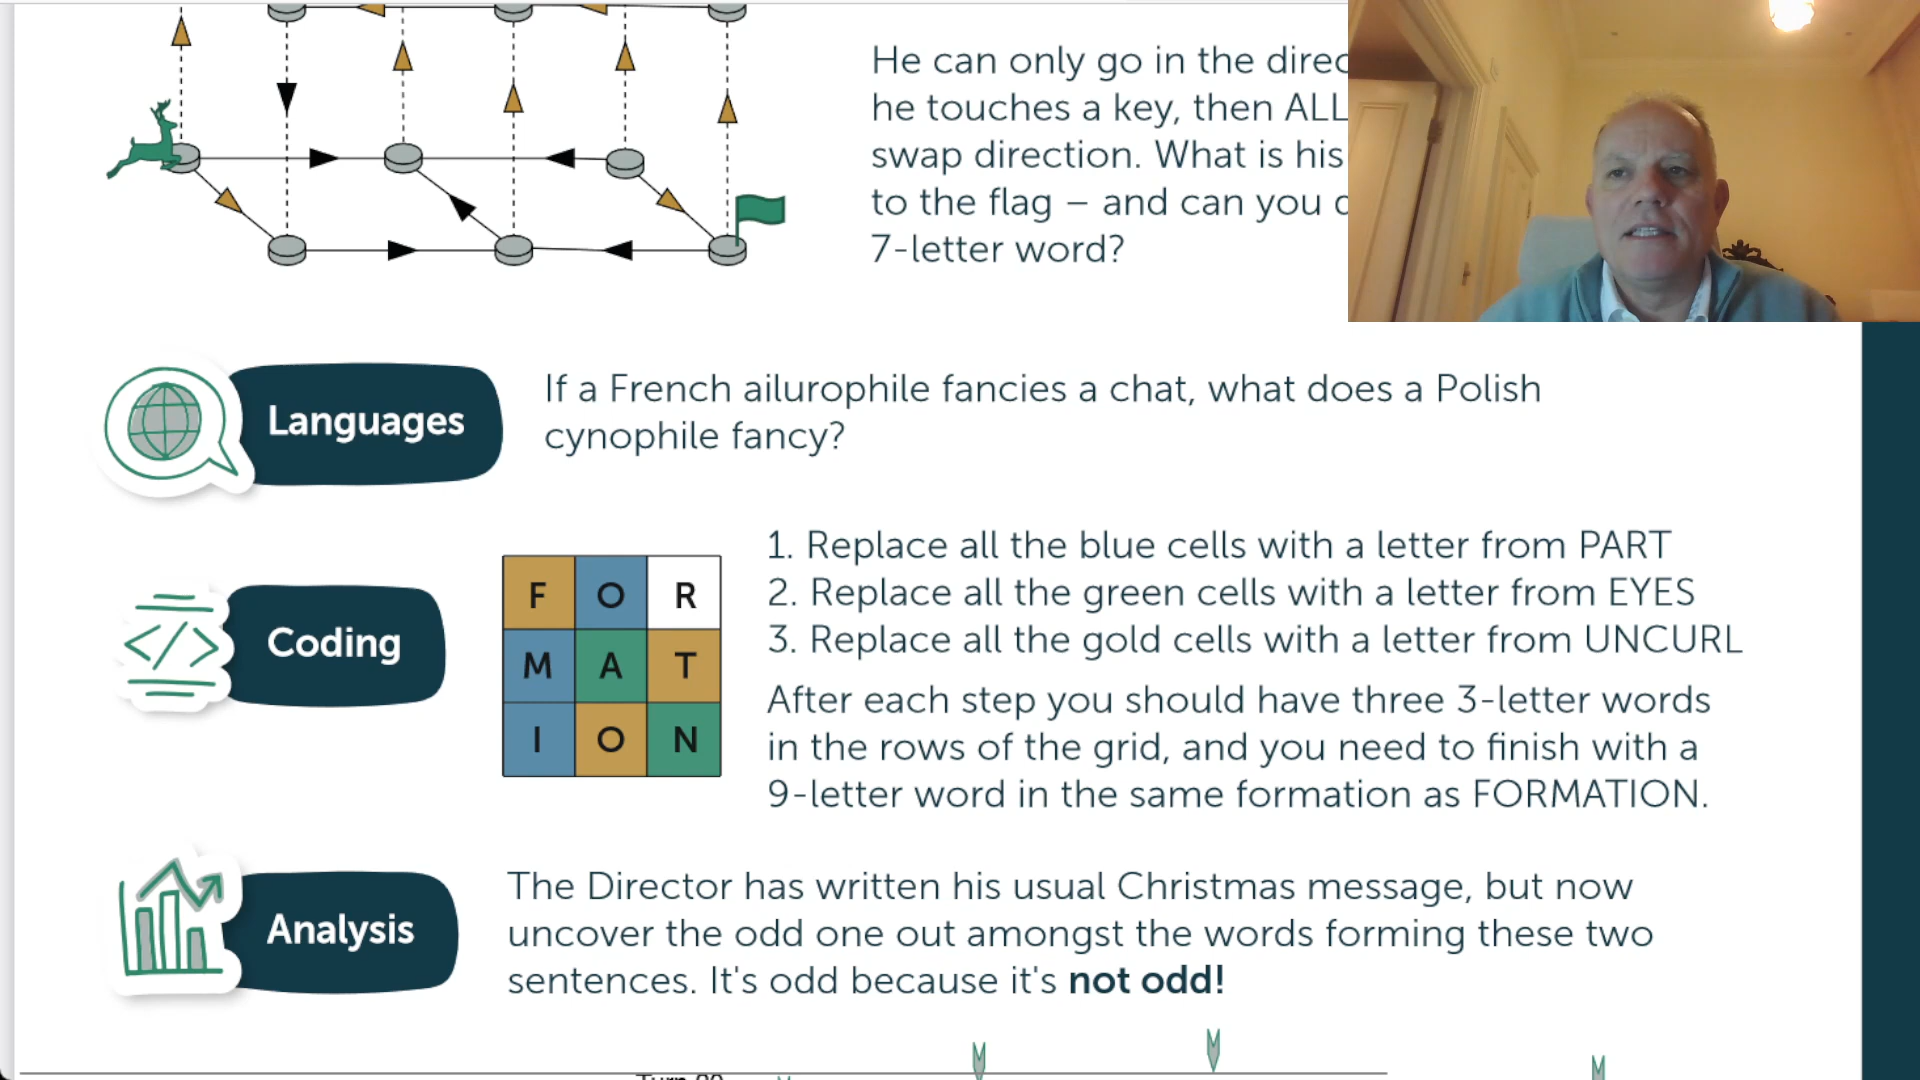 He can only go in the direc
he touches a key, then ALL
swap direction. What is his
to the flag – and can you
7-letter word?
Languages
If a French ailurophile fancies a chat, what does a Polish
cynophile fancy?
Coding
F O R
M A T
I O N
1. Replace all the blue cells with a letter from PART
2. Replace all the green cells with a letter from EYES
3. Replace all the gold cells with a letter from UNCURL
After each step you should have three 3-letter words
in the rows of the grid, and you need to finish with a
9-letter word in the same formation as FORMATION.
Analysis
The Director has written his usual Christmas message, but now
uncover the odd one out amongst the words forming these two
sentences. It's odd because it's not odd!